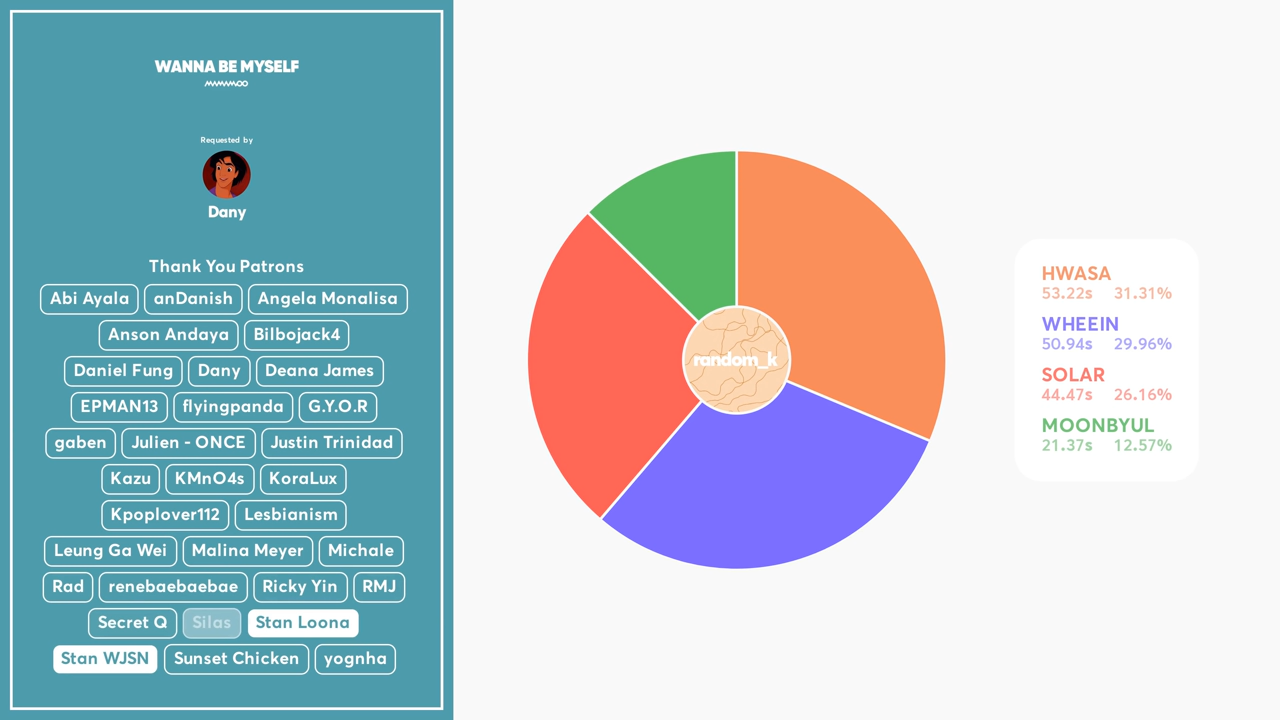 WANNA BE MYSELF
MAMAMOO
Requested by
Dany
Thank You Patrons
Abi Ayala anDanish Angela Monalisa
Anson Andaya Bilbojack4
Daniel Fung Dany Deana James
EPMAN13 flyingpanda G.Y.O.R
gaben Julien - ONCE Justin Trinidad
Kazu KMnO4s KoraLux
Kpoplover112 Lesbianism
Leung Ga Wei Malina Meyer Michale
Rad renebaebaebae Ricky Yin RMJ
Secret Q Silas Stan Loona
Stan WJSN Sunset Chicken yognha
random_k
HWASA
53.22s 31.31%
WHEEIN
50.94s 29.96%
SOLAR
44.47s 26.16%
MOONBYUL
21.37s 12.57%